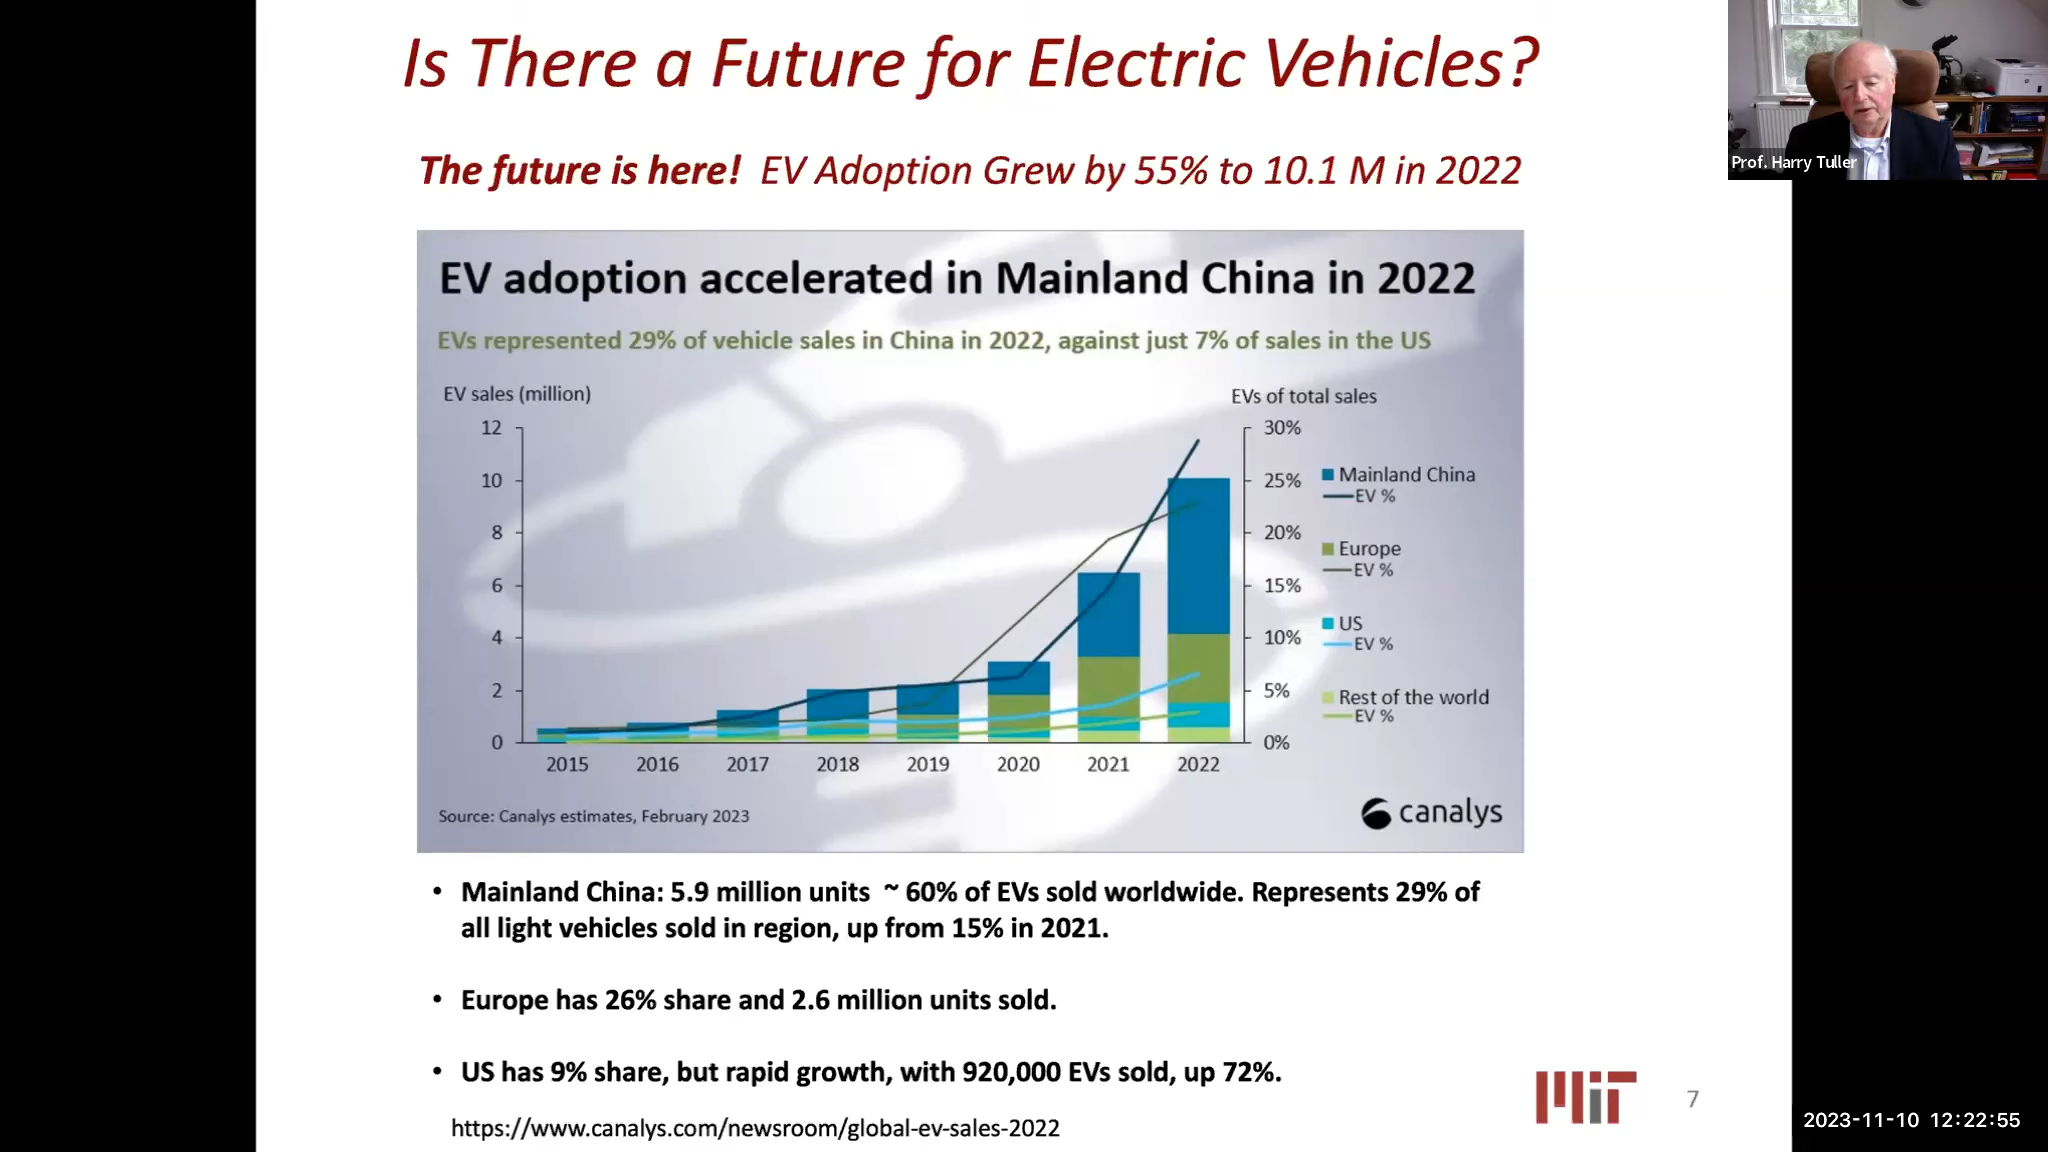 Is There a Future for Electric Vehicles?
Prof. Harry Tuller
The future is here! EV Adoption Grew by 55% to 10.1 M in 2022
EV adoption accelerated in Mainland China in 2022
EVs represented 29% of vehicle sales in China in 2022, against just 7% of sales in the US
EV sales (million)
EVs of total sales
12
10
8
6
4
2
0
30%
25%
20%
15%
10%
5%
0%
Mainland China
EV %
Europe
EV %
US
EV %
Rest of the world
EV %
2015 2016 2017 2018 2019 2020 2021 2022
Source: Canalys estimates, February 2023
canalys
• Mainland China: 5.9 million units ~ 60% of EVs sold worldwide. Represents 29% of
all light vehicles sold in region, up from 15% in 2021.
• Europe has 26% share and 2.6 million units sold.
• US has 9% share, but rapid growth, with 920,000 EVs sold, up 72%.
https://www.canalys.com/newsroom/global-ev-sales-2022
MIT
7
2023-11-10 12:22:55